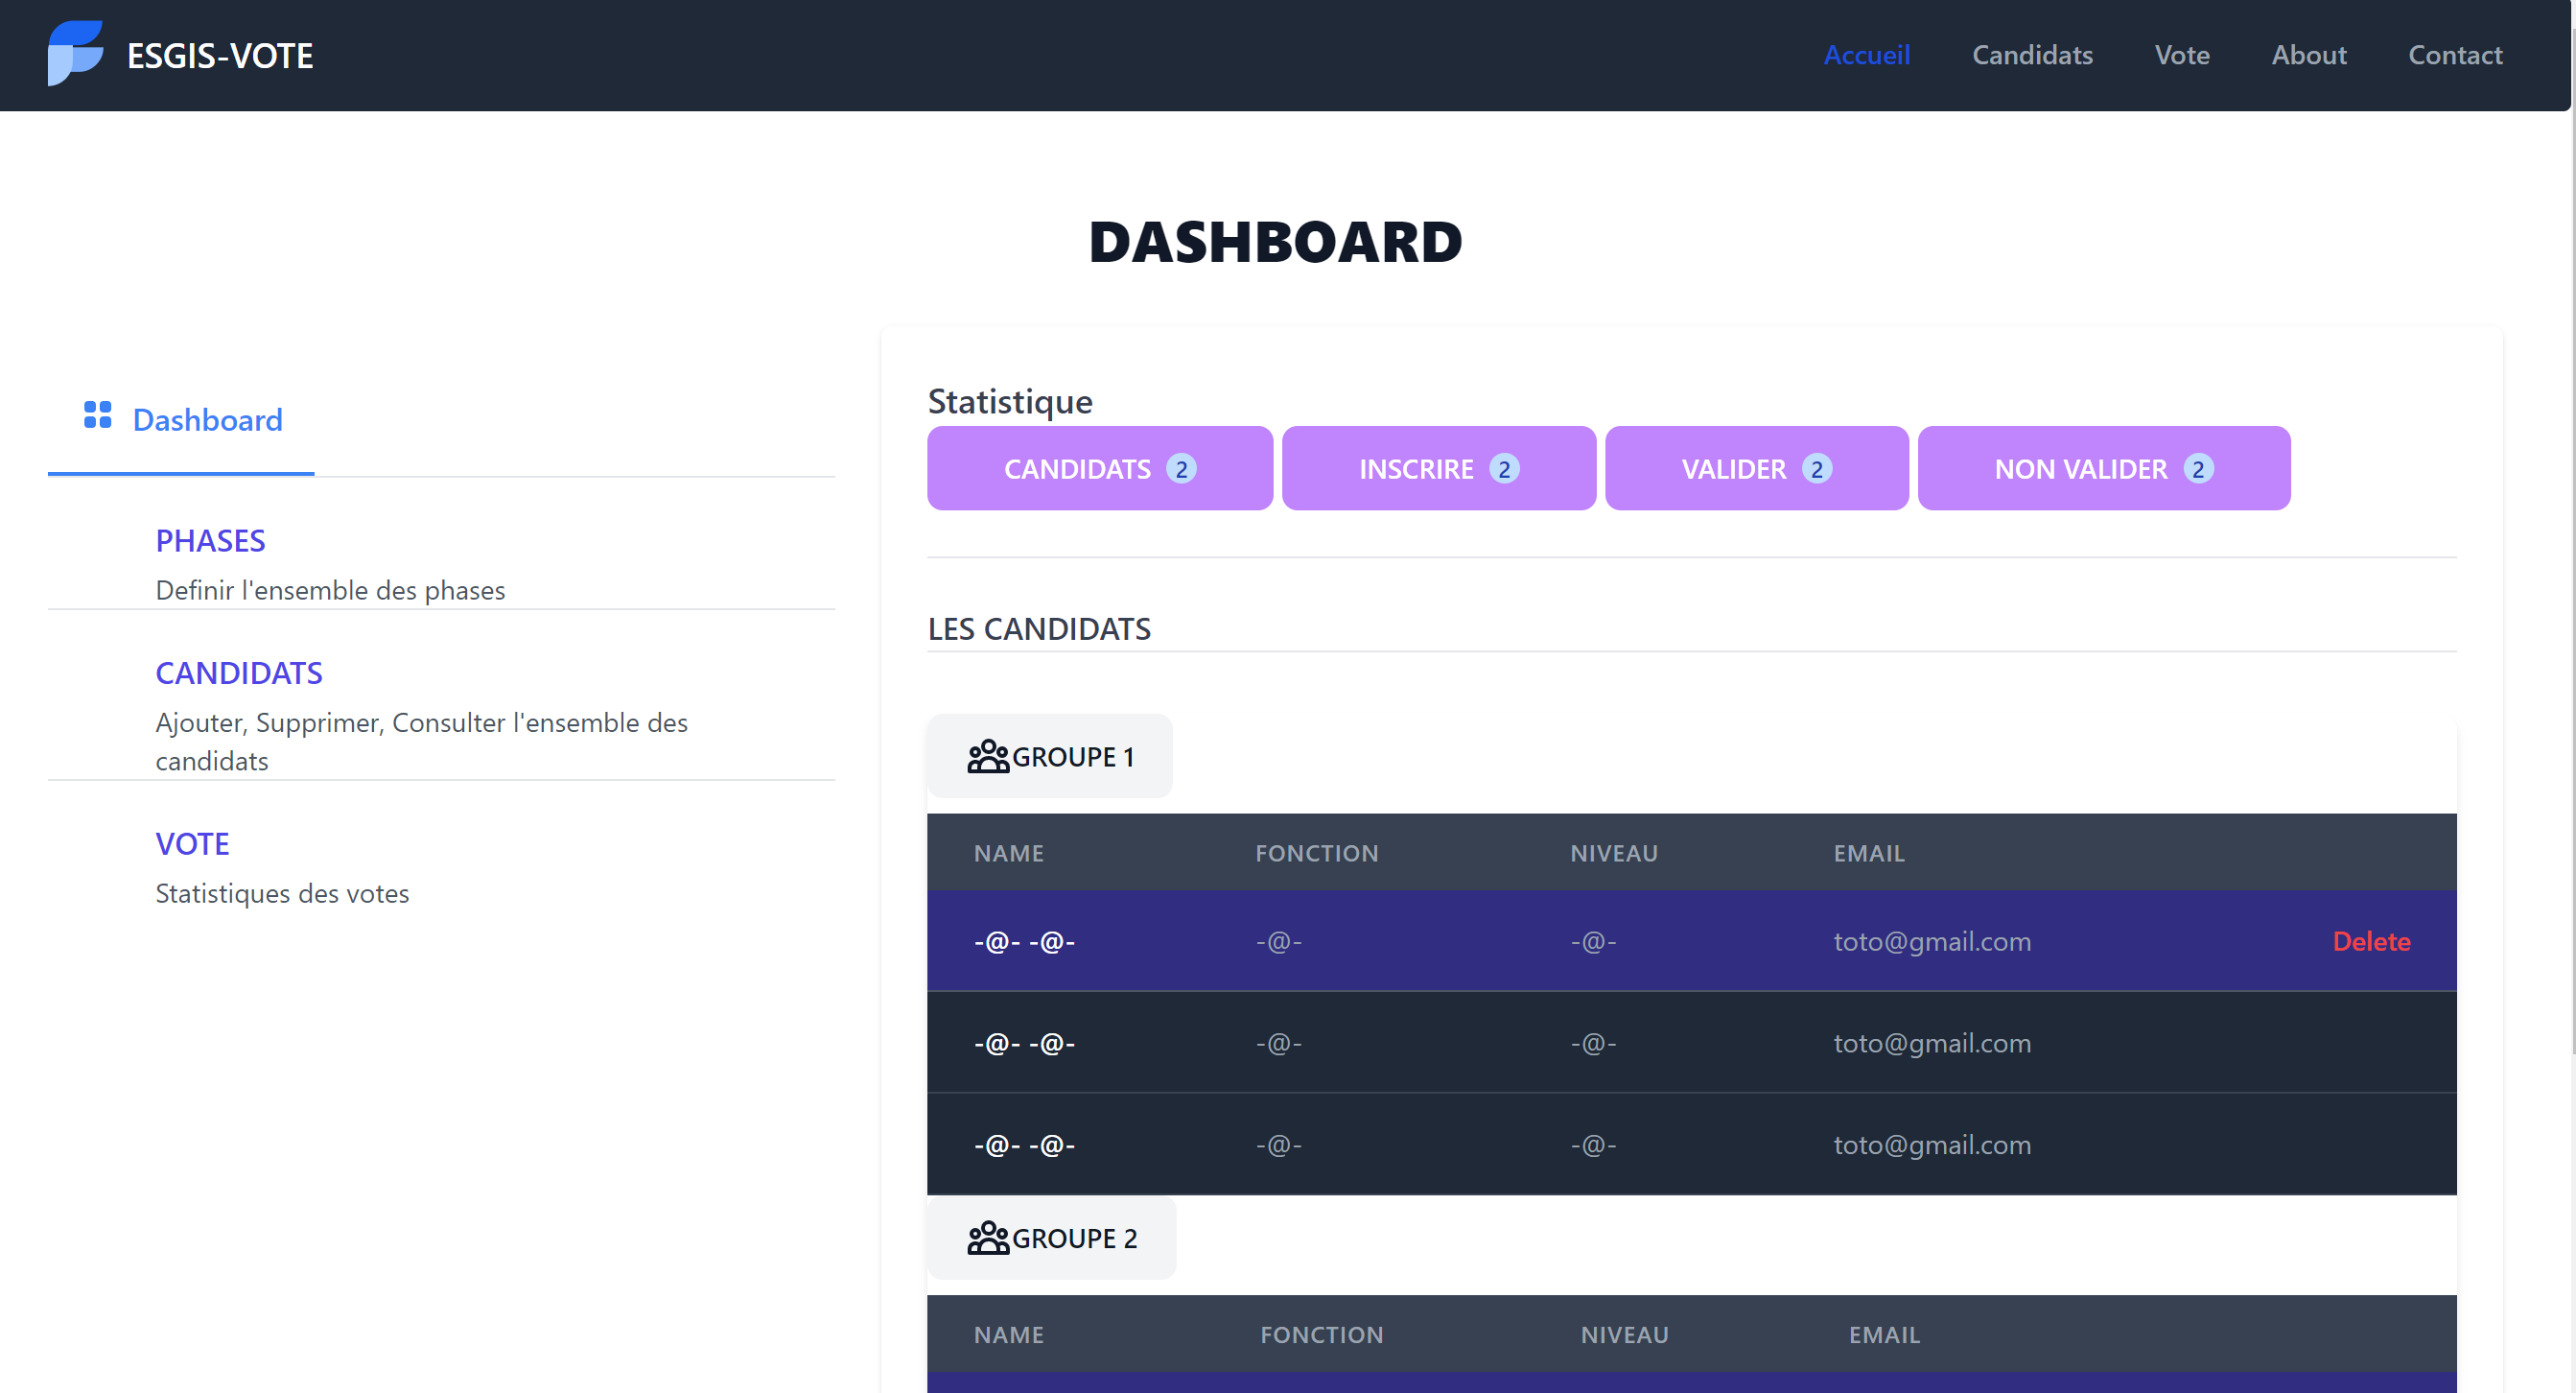 ESGIS-VOTE
Accueil Candidats Vote About Contact
DASHBOARD
Dashboard
PHASES
Definir l'ensemble des phases
CANDIDATS
Ajouter, Supprimer, Consulter l'ensemble des
candidats
VOTE
Statistiques des votes
Statistique
CANDIDATS 2 INSCRIRE 2 VALIDER 2 NON VALIDER 2
LES CANDIDATS
GROUPE 1
NAME FONCTION NIVEAU EMAIL
-@- -@- -@- -@- toto@gmail.com Delete
-@- -@- -@- -@- toto@gmail.com
-@- -@- -@- -@- toto@gmail.com
GROUPE 2
NAME FONCTION NIVEAU EMAIL